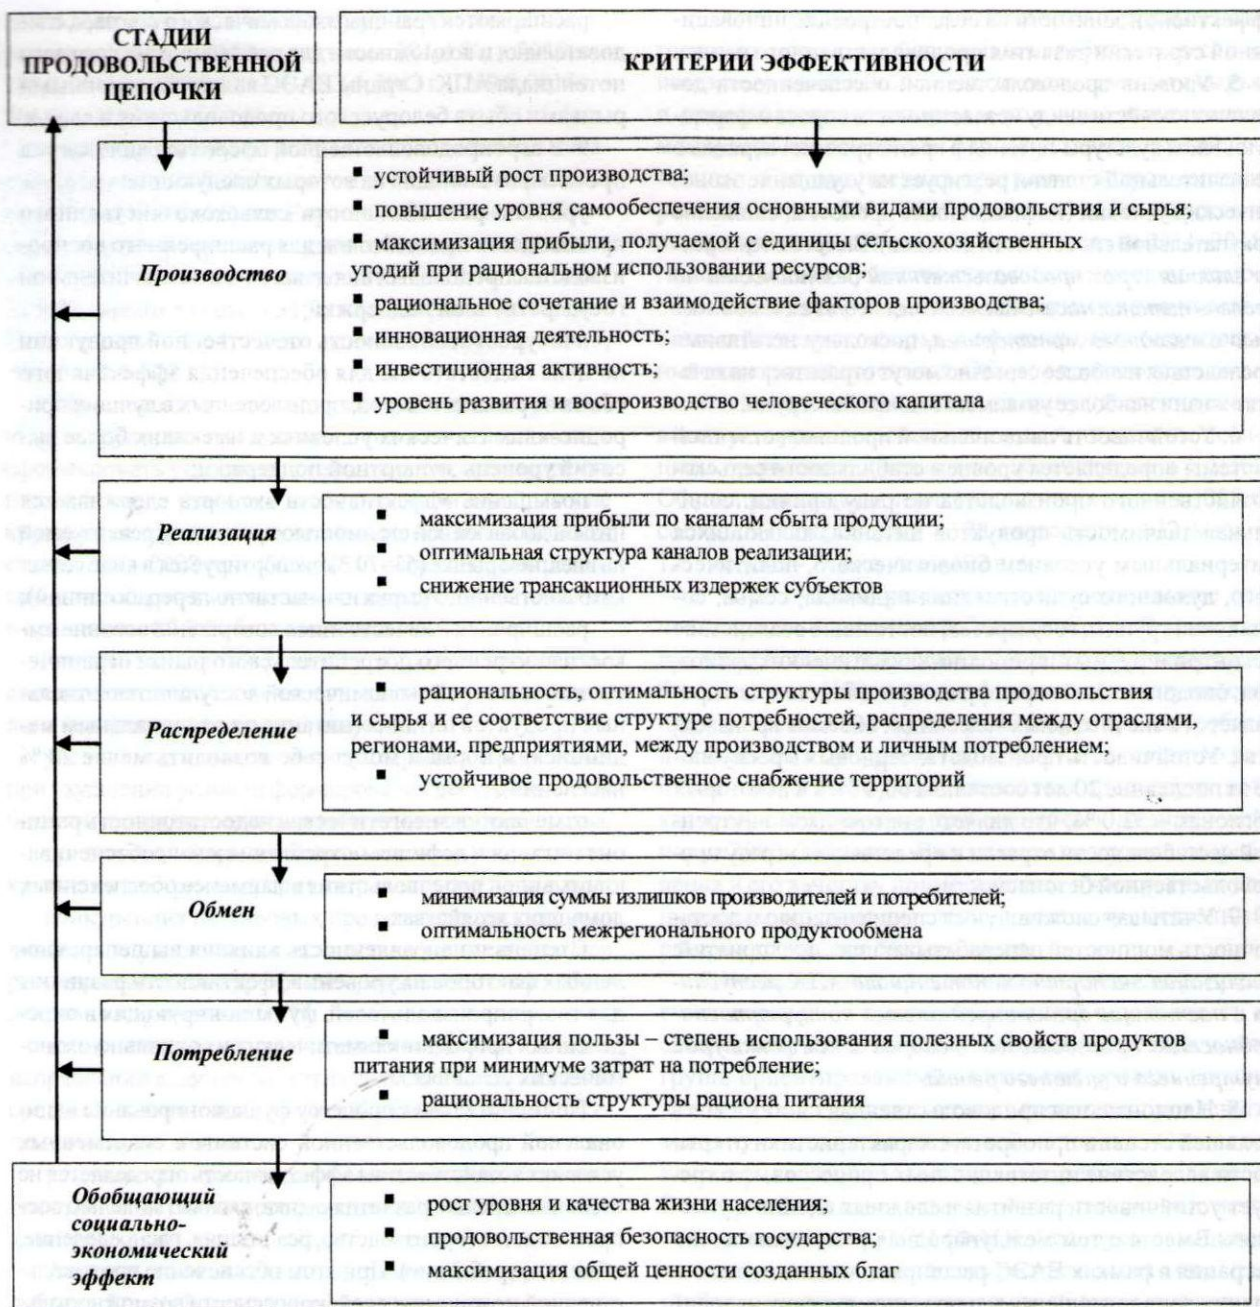 СТАДИИ
ПРОДОВОЛЬСТВЕННОЙ
ЦЕПОЧКИ
КРИТЕРИИ ЭФФЕКТИВНОСТИ
Производство
▪ устойчивый рост производства;
▪ повышение уровня самообеспечения основными видами продовольствия и сырья;
▪ максимизация прибыли, получаемой с единицы сельскохозяйственных
угодий при рациональном использовании ресурсов;
▪ рациональное сочетание и взаимодействие факторов производства;
▪ инновационная деятельность;
▪ инвестиционная активность;
▪ уровень развития и воспроизводство человеческого капитала
Реализация
максимизация прибыли по каналам сбыта продукции;
▪ оптимальная структура каналов реализации;
▪ снижение трансакционных издержек субъектов
Распределение
▪ рациональность, оптимальность структуры производства продовольствия
и сырья и ее соответствие структуре потребностей, распределения между отраслями,
регионами, предприятиями, между производством и личным потреблением;
▪ устойчивое продовольственное снабжение территорий
Обмен
▪ минимизация суммы излишков производителей и потребителей;
▪ оптимальность межрегионального продуктообмена
Потребление
▪ максимизация пользы – степень использования полезных свойств продуктов
питания при минимуме затрат на потребление;
▪ рациональность структуры рациона питания
Обобщающий
социально-
экономический
эффект
▪ рост уровня и качества жизни населения;
▪ продовольственная безопасность государства;
▪ максимизация общей ценности созданных благ